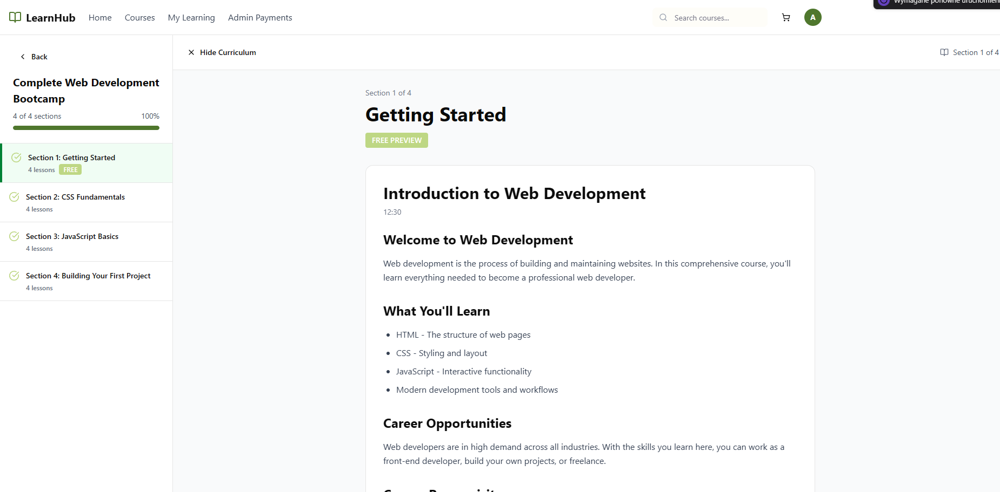 Wymagane ponowne
LearnHub
Home
Courses
My Learning
Admin Payments
Search courses...
A
Back
Hide Curriculum
Section 1 of 4
Complete Web Development
Bootcamp
4 of 4 sections
100%
Section 1: Getting Started
4 lessons
FREE
Section 2: CSS Fundamentals
4 lessons
Section 3: JavaScript Basics
4 lessons
Section 4: Building Your First Project
4 lessons
Section 1 of 4
Getting Started
FREE PREVIEW
Introduction to Web Development
12:30
Welcome to Web Development
Web development is the process of building and maintaining websites. In this comprehensive course, you'll
learn everything needed to become a professional web developer.
What You'll Learn
• HTML - The structure of web pages
• CSS - Styling and layout
• JavaScript - Interactive functionality
• Modern development tools and workflows
Career Opportunities
Web developers are in high demand across all industries. With the skills you learn here, you can work as a
front-end developer, build your own projects, or freelance.